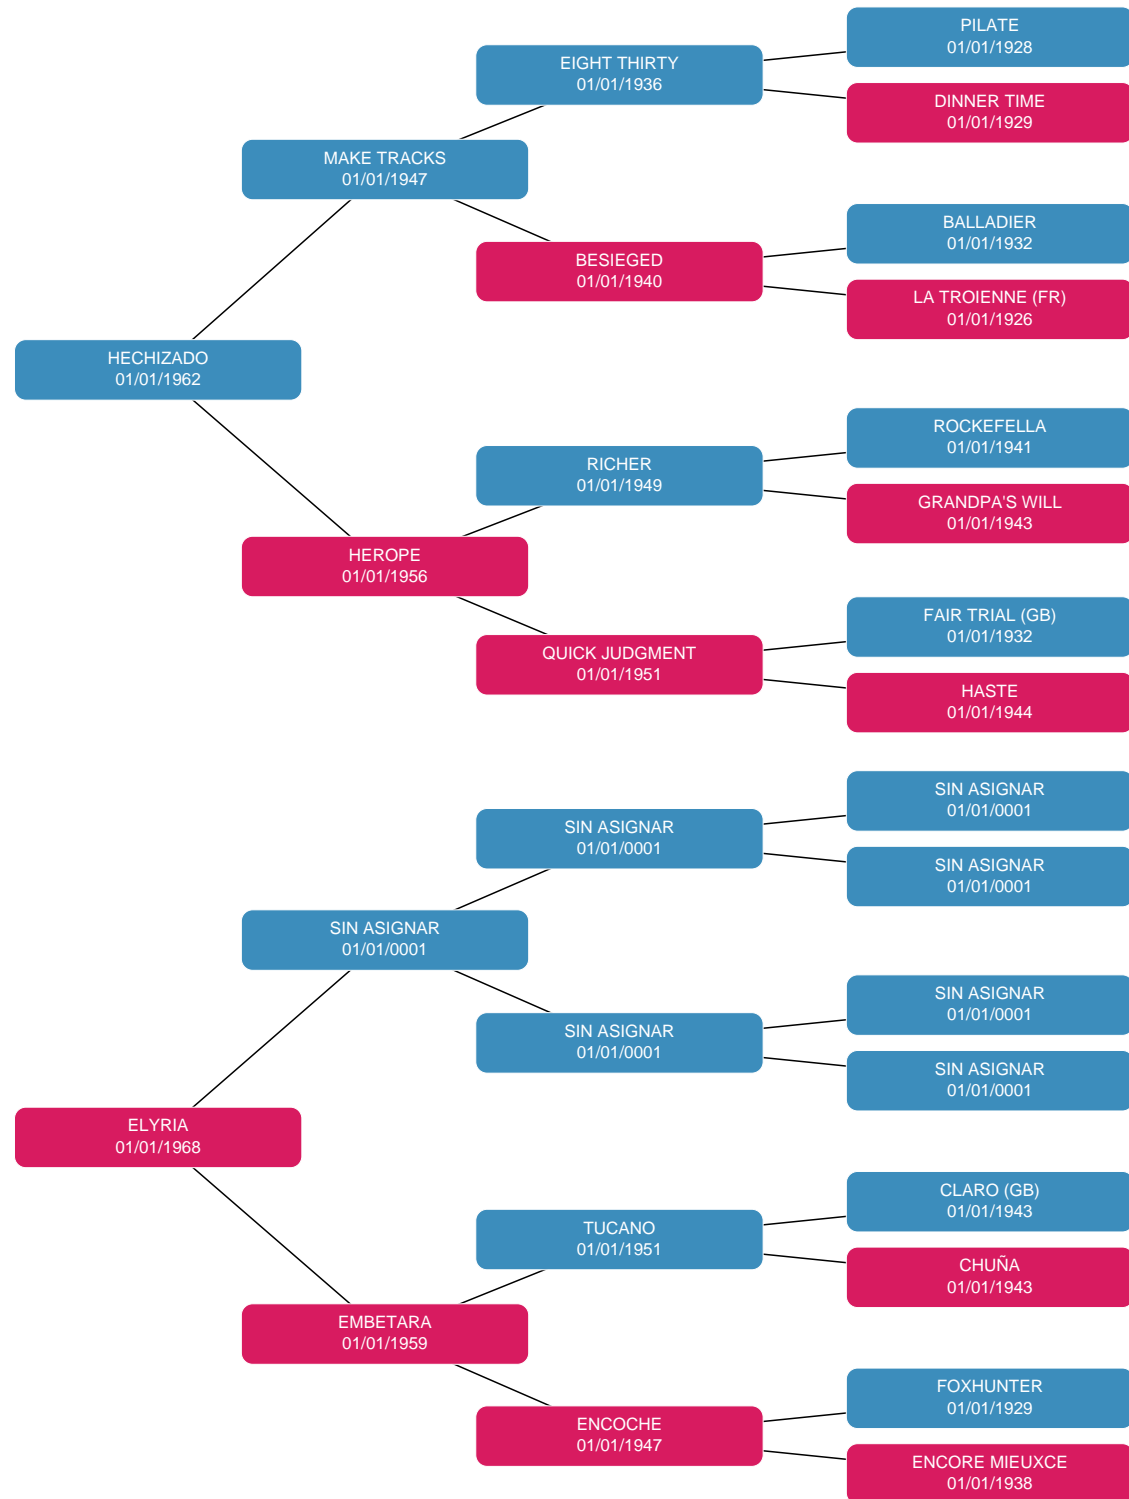 PILATE
01/01/1928
EIGHT THIRTY
01/01/1936
DINNER TIME
01/01/1929
MAKE TRACKS
01/01/1947
BALLADIER
01/01/1932
BESIEGED
01/01/1940
LA TROIENNE (FR)
01/01/1926
HECHIZADO
01/01/1962
ROCKEFELLA
01/01/1941
RICHER
01/01/1949
GRANDPA'S WILL
01/01/1943
HEROPE
01/01/1956
FAIR TRIAL (GB)
01/01/1932
QUICK JUDGMENT
01/01/1951
HASTE
01/01/1944
SIN ASIGNAR
01/01/0001
SIN ASIGNAR
01/01/0001
SIN ASIGNAR
01/01/0001
SIN ASIGNAR
01/01/0001
SIN ASIGNAR
01/01/0001
SIN ASIGNAR
01/01/0001
SIN ASIGNAR
01/01/0001
ELYRIA
01/01/1968
CLARO (GB)
01/01/1943
TUCANO
01/01/1951
CHUÑA
01/01/1943
EMBETARA
01/01/1959
FOXHUNTER
01/01/1929
ENCOCHE
01/01/1947
ENCORE MIEUXCE
01/01/1938